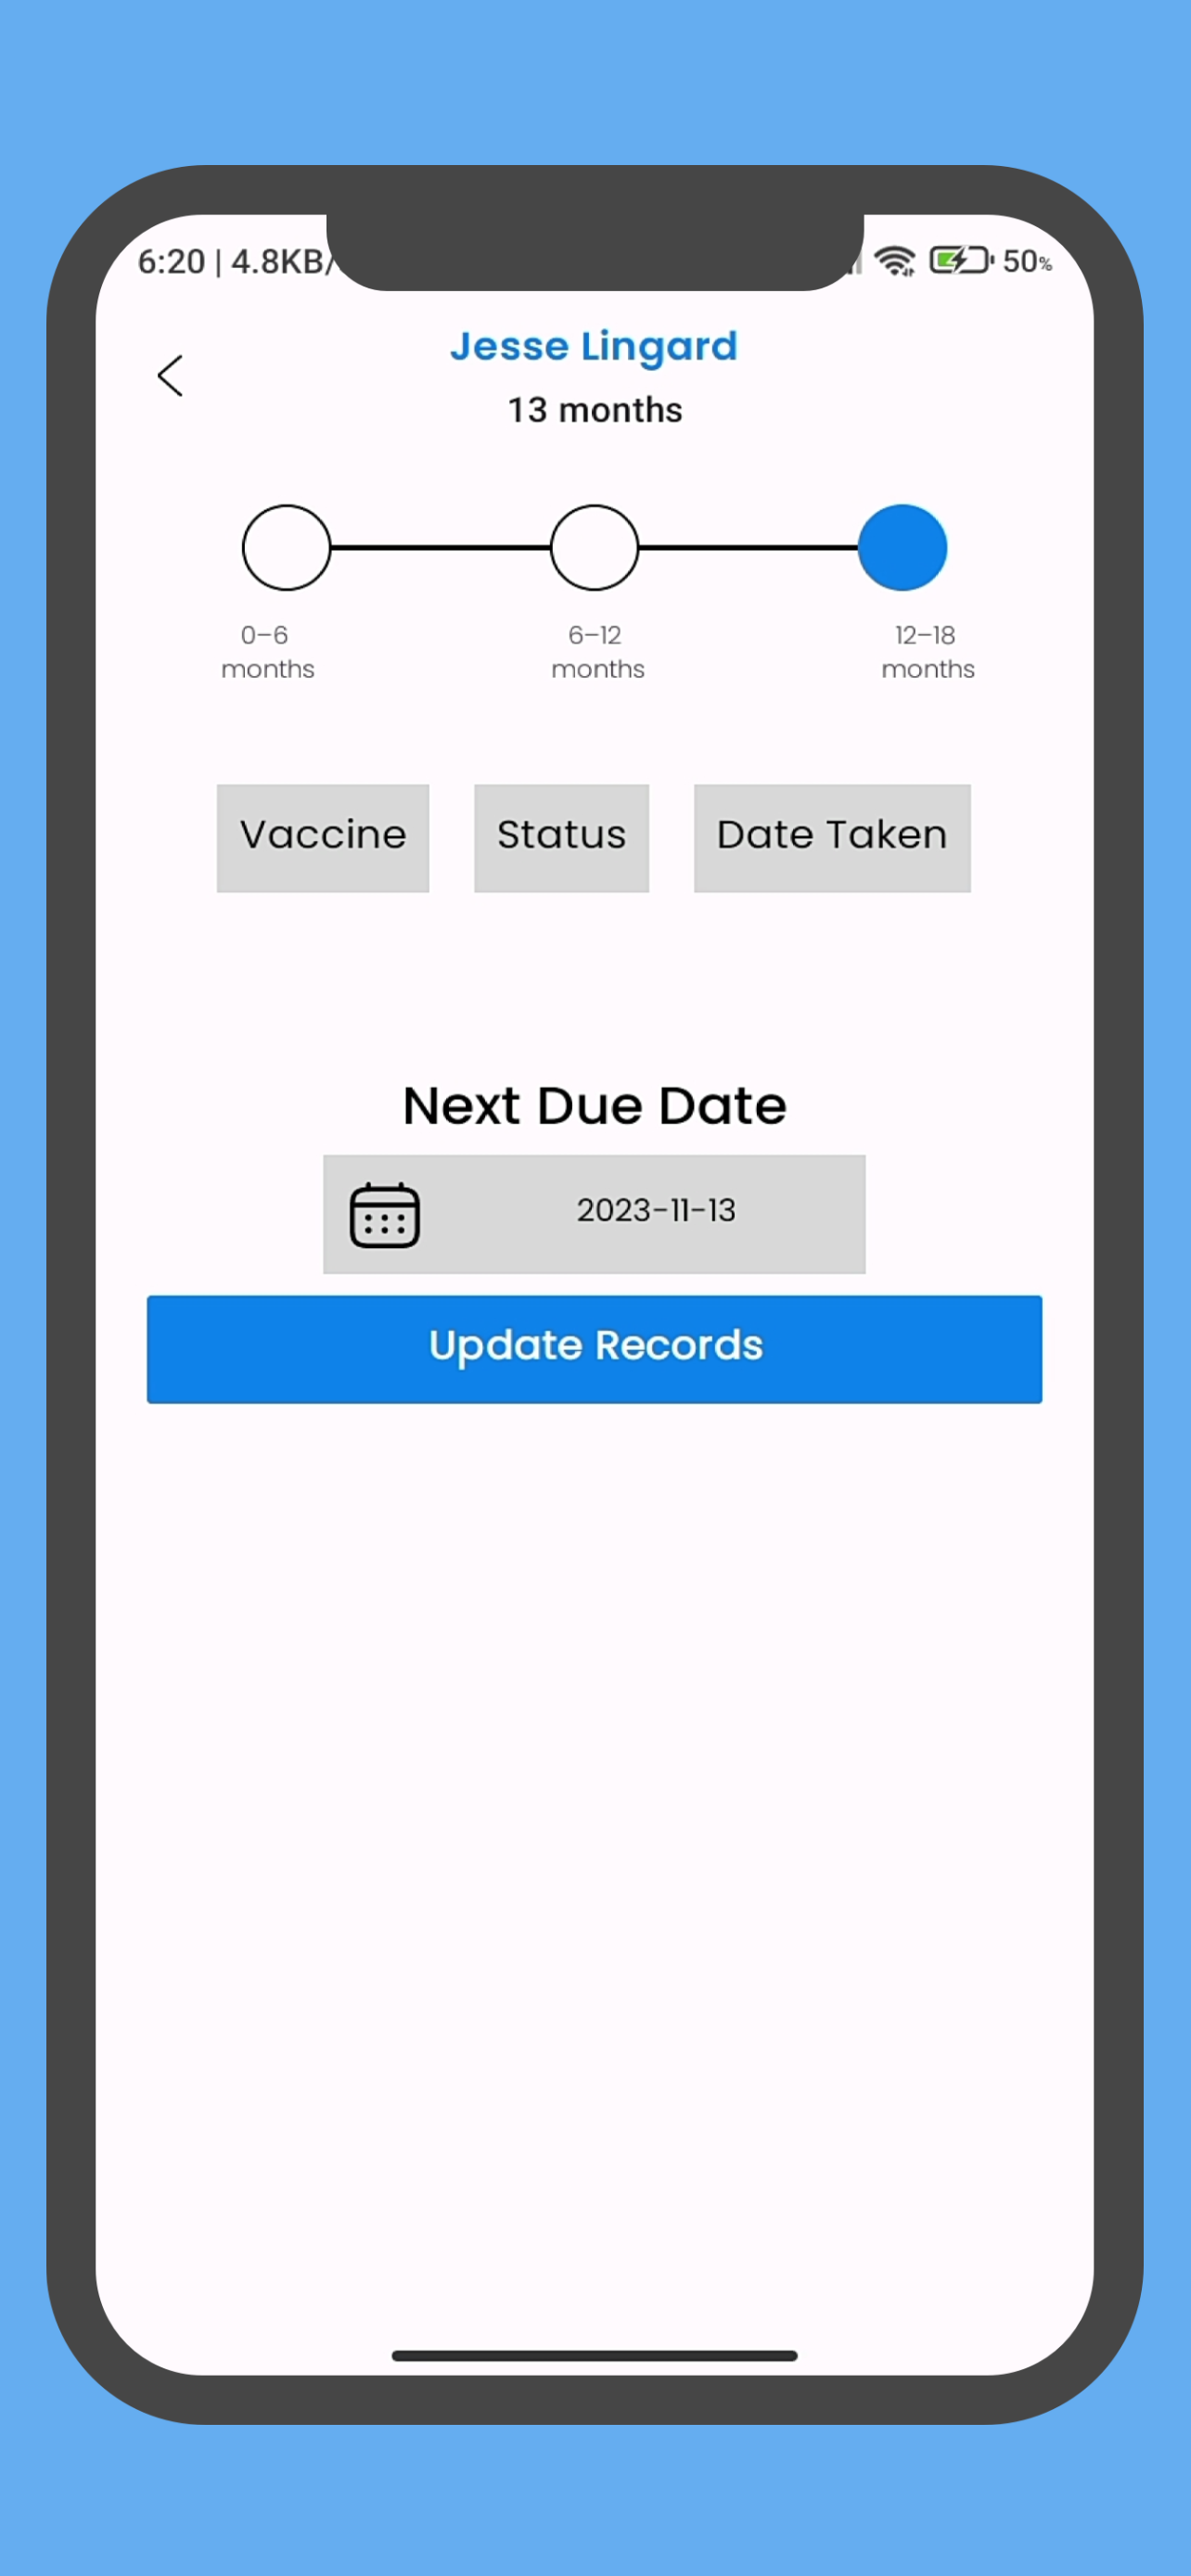 6:20 | 4.8KB/
50%
Jesse Lingard
13 months
0–6
months
6–12
months
12–18
months
Vaccine Status Date Taken
Next Due Date
2023-11-13
Update Records